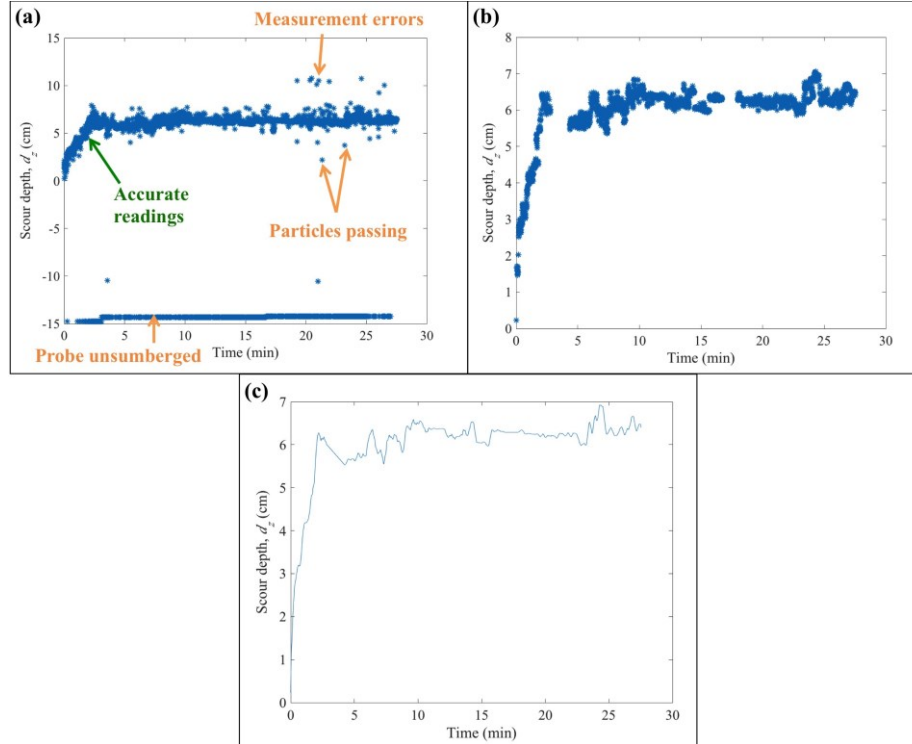 (a)
Measurement errors
15
10
5
0
-5
-10
-15
Scour depth, d_z (cm)
Accurate
readings
Particles passing
Probe unsumberged
0 5 10 15 20 25 30
Time (min)
(b)
8
7
6
5
4
3
2
1
0
Scour depth, d_z (cm)
0 5 10 15 20 25 30
Time (min)
(c)
7
6
5
4
3
2
1
0
Scour depth, d_z (cm)
0 5 10 15 20 25 30
Time (min)